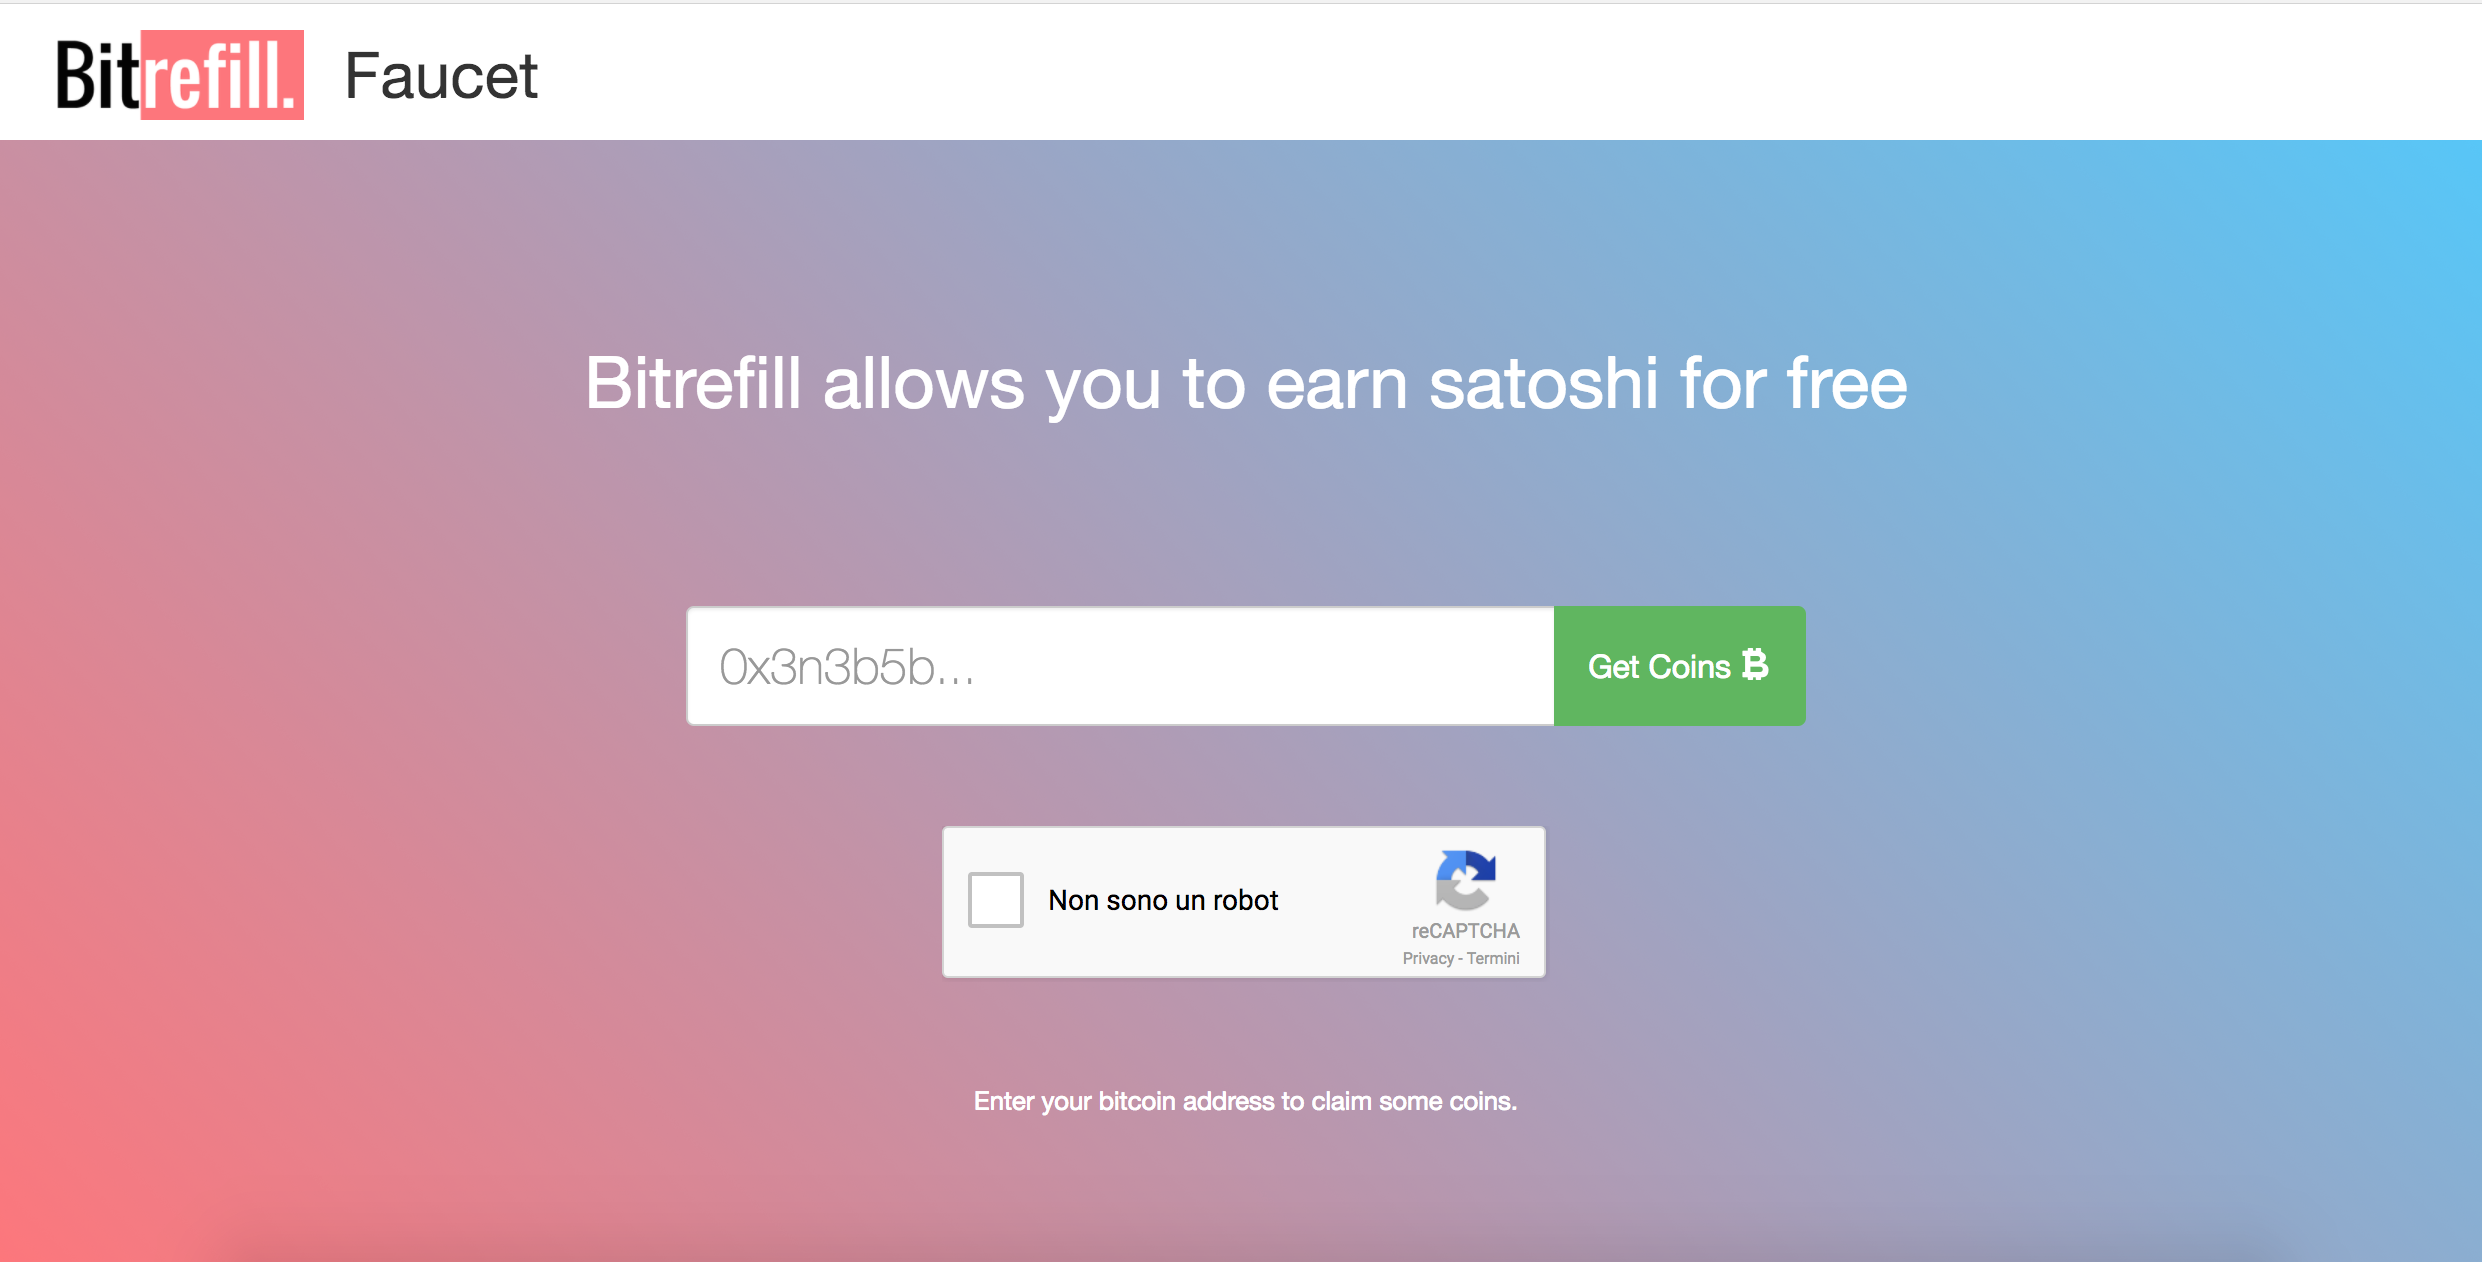 Bitrefill. Faucet
Bitrefill allows you to earn satoshi for free
0x3n3b5b...
Get Coins
Non sono un robot
reCAPTCHA
Privacy - Termini
Enter your bitcoin address to claim some coins.